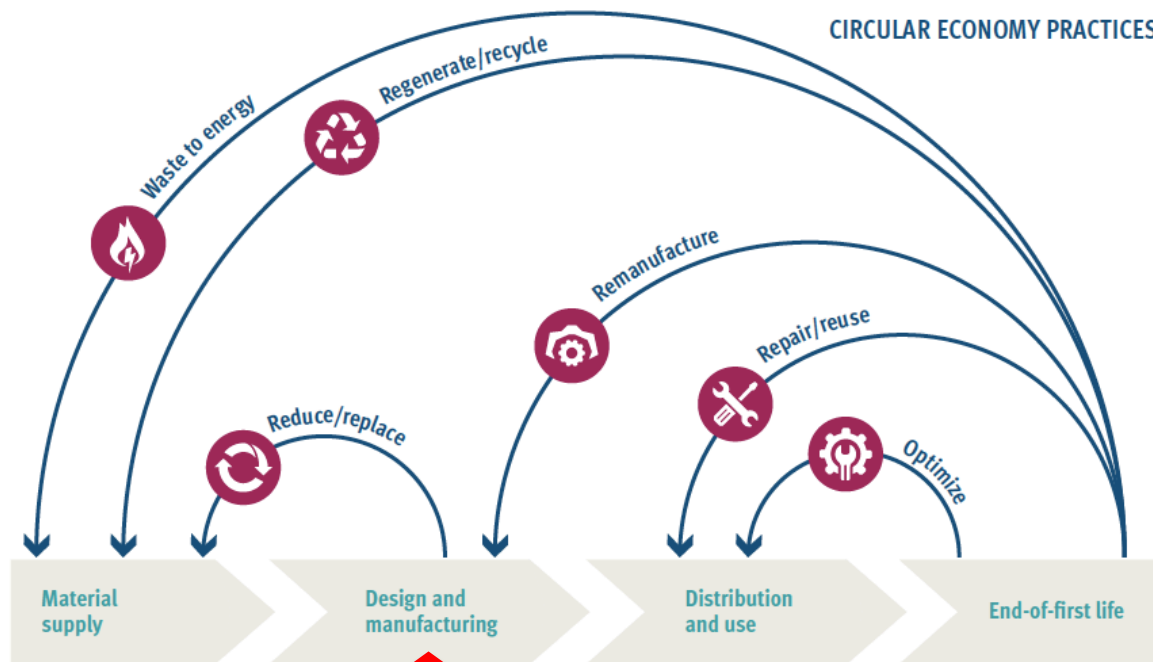 CIRCULAR ECONOMY PRACTICES
Waste to energy
Regenerate/recycle
Remanufacture
Repair/reuse
Reduce/replace
Optimize
Material
supply
Design and
manufacturing
Distribution
and use
End-of-first life